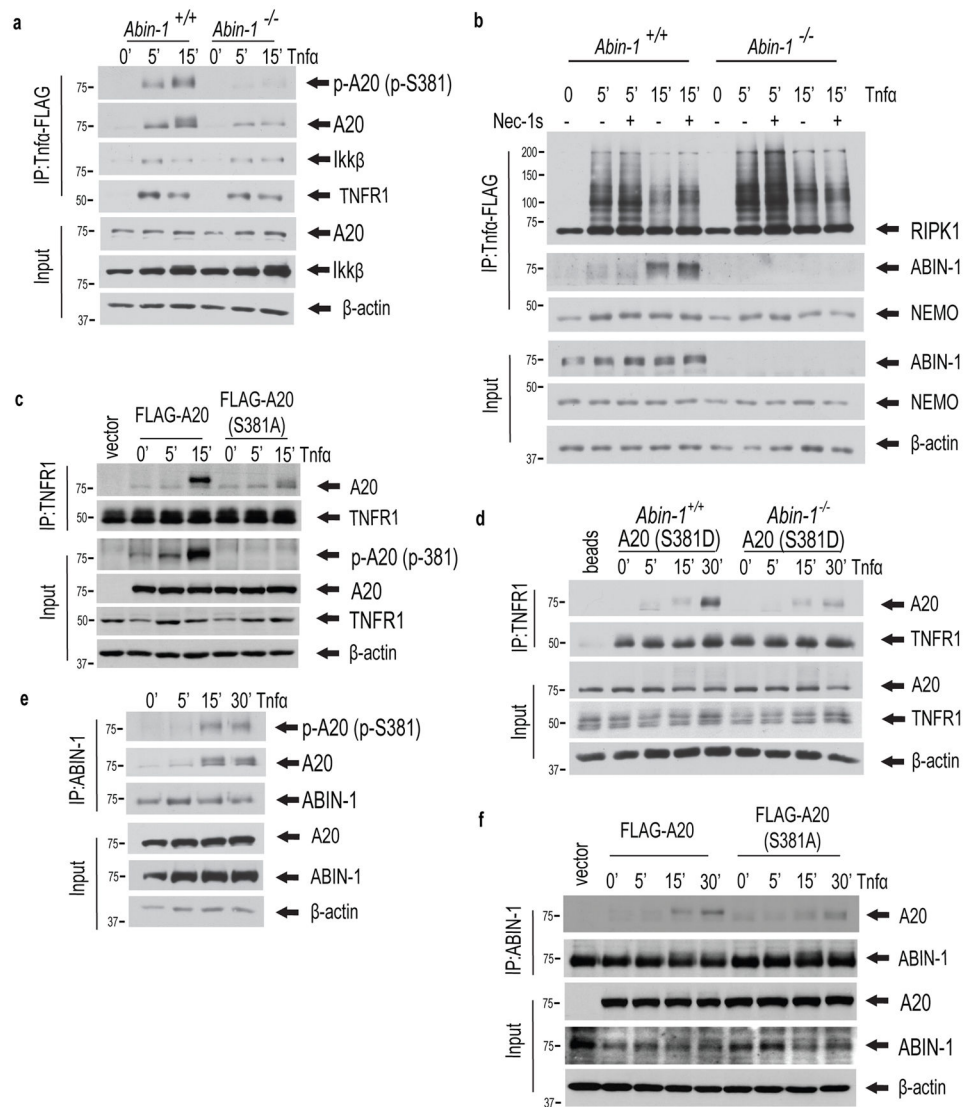 a
Abin-1 +/+ Abin-1 -/-
0' 5' 15' 0' 5' 15' Tnfα
IP:Tnfα-FLAG
75- p-A20 (p-S381)
75- A20
Ikkβ
50- TNFR1
Input
75- A20
75- Ikkβ
37- β-actin
b
Abin-1 +/+ Abin-1 -/-
0 5' 5' 15' 15' 0 5' 5' 15' 15' Tnfα
Nec-1s - - + - + - - + - +
IP:Tnfα-FLAG
200
150
100
75 RIPK1
75- ABIN-1
50 NEMO
Input
75- ABIN-1
50 NEMO
37- β-actin
c
vector FLAG-A20 FLAG-A20
(S381A)
0' 5' 15' 0' 5' 15' Tnfα
IP:TNFR1
75- A20
50- TNFR1
Input
75- p-A20 (p-381)
75- A20
50- TNFR1
37- β-actin
d
Abin-1+/+ Abin-1-/-
beads A20 (S381D) A20 (S381D)
0' 5' 15' 30' 0' 5' 15' 30' Tnfα
IP:TNFR1
75- A20
50- TNFR1
Input
75- A20
50- TNFR1
37- β-actin
e
0' 5' 15' 30' Tnfα
IP:ABIN-1
75- p-A20 (p-S381)
75- A20
75- ABIN-1
Input
75- A20
75- ABIN-1
37- β-actin
f
vector FLAG-A20 FLAG-A20
(S381A)
0' 5' 15' 30' 0' 5' 15' 30' Tnfα
IP:ABIN-1
75- A20
75- ABIN-1
Input
75- A20
75- ABIN-1
37- β-actin